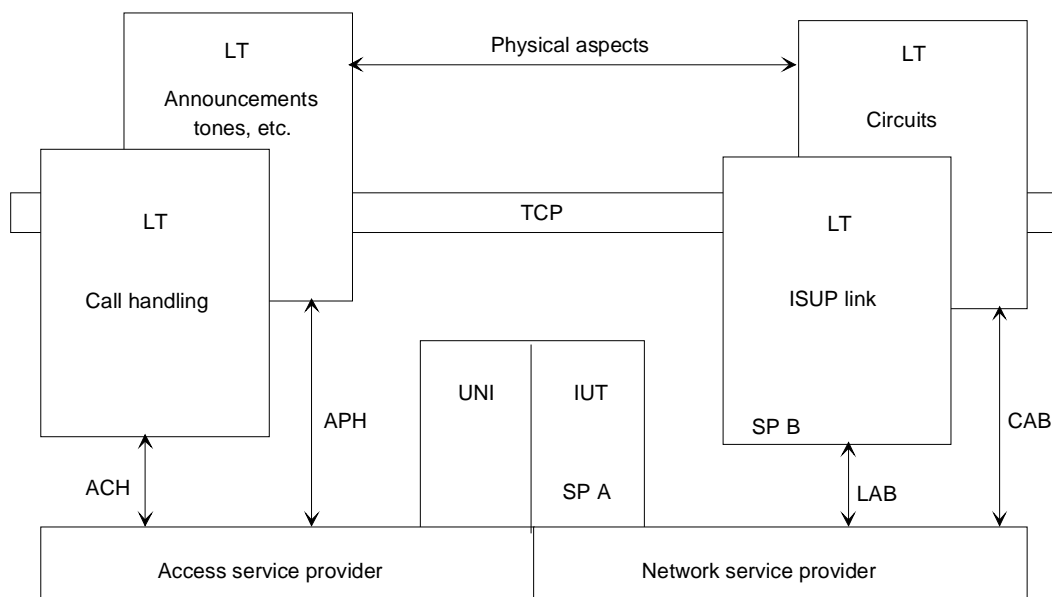 LT
Announcements
tones, etc.
Physical aspects
LT
Circuits
TCP
LT
Call handling
LT
ISUP link
SP B
UNI
IUT
SP A
ACH
APH
LAB
CAB
Access service provider
Network service provider